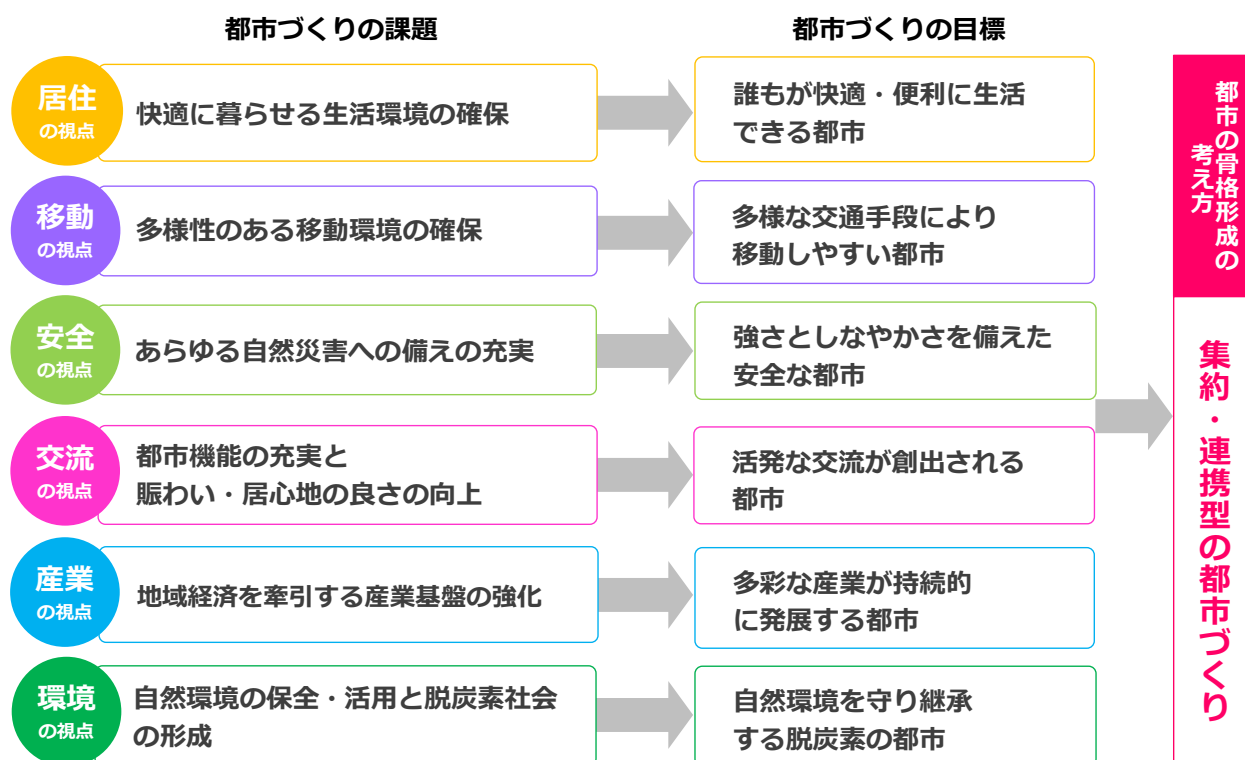 都市づくりの課題
都市づくりの目標
居住
の視点
快適に暮らせる生活環境の確保
誰もが快適・便利に生活
できる都市
移動
の視点
多様性のある移動環境の確保
多様な交通手段により
移動しやすい都市
安全
の視点
あらゆる自然災害への備えの充実
強さとしなやかさを備えた
安全な都市
交流
の視点
都市機能の充実と
賑わい・居心地の良さの向上
活発な交流が創出される
都市
産業
の視点
地域経済を牽引する産業基盤の強化
多彩な産業が持続的
に発展する都市
環境
の視点
自然環境の保全・活用と脱炭素社会
の形成
自然環境を守り継承
する脱炭素の都市
都市の骨格形成の
考え方
集約・連携型の都市づくり